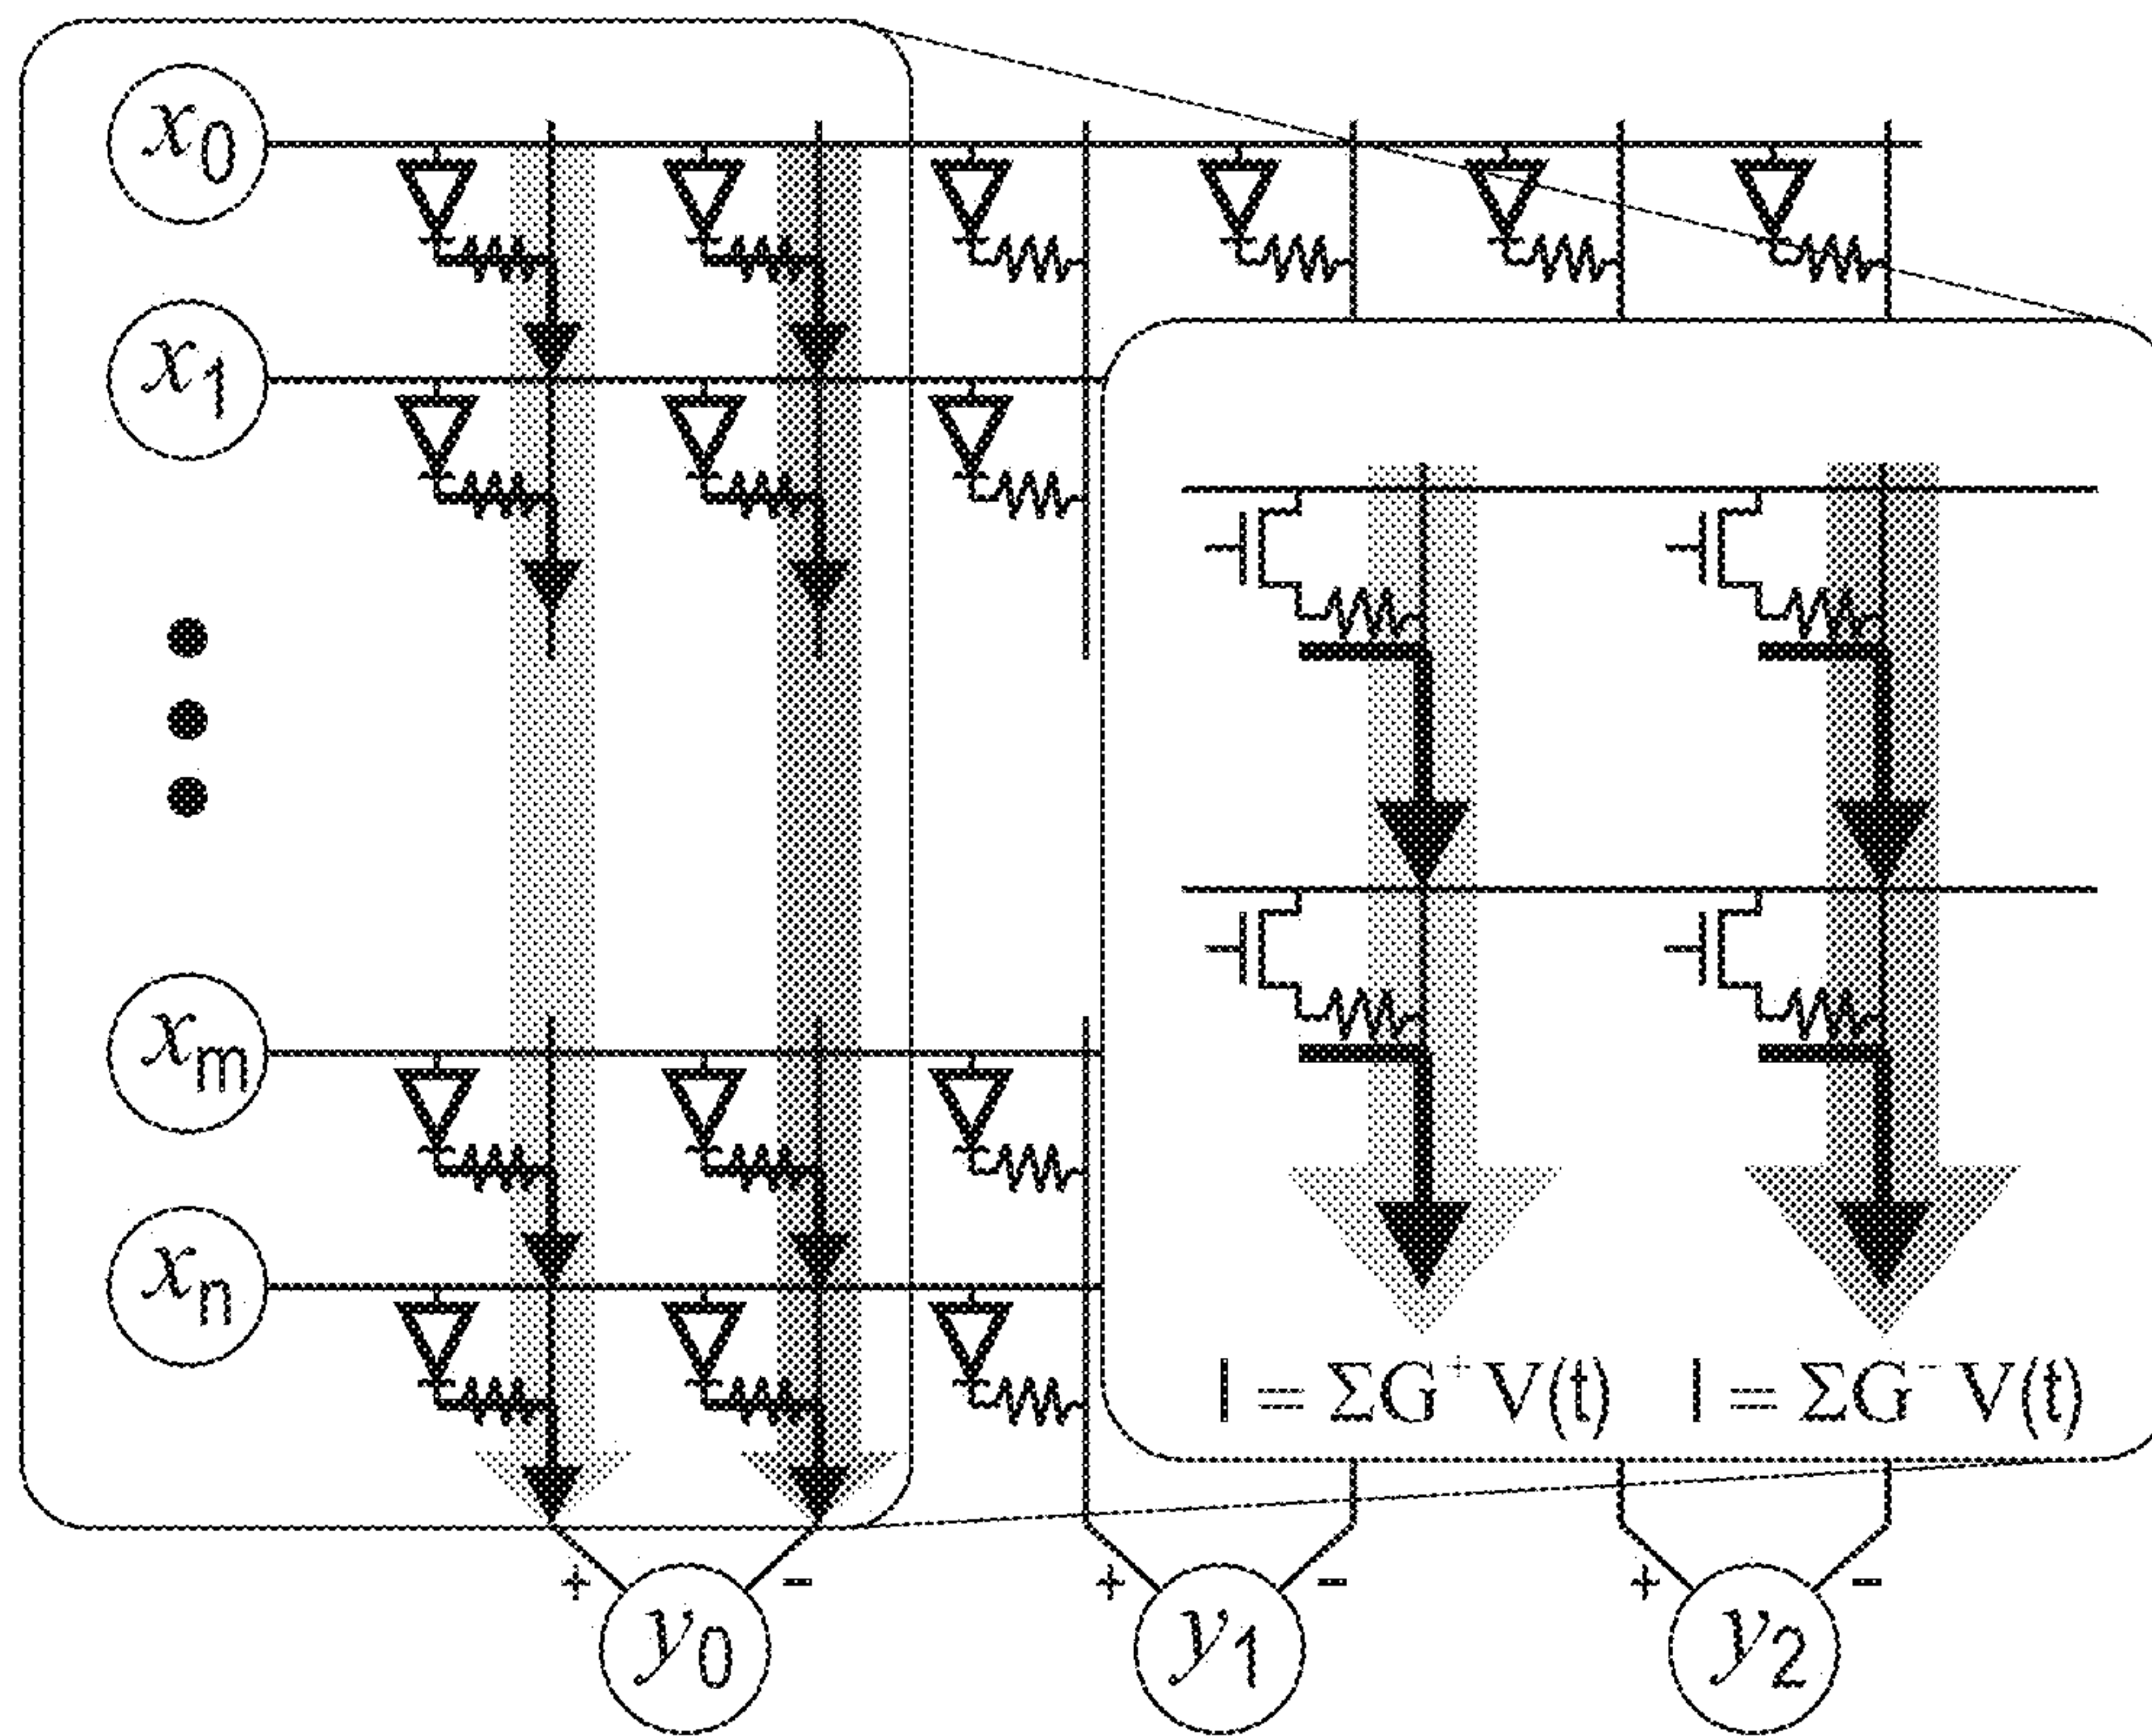 x0
x1
xm
xn
I = ΣG⁺V(t) I = ΣG⁻V(t)
+ − + − + −
y0 y1 y2